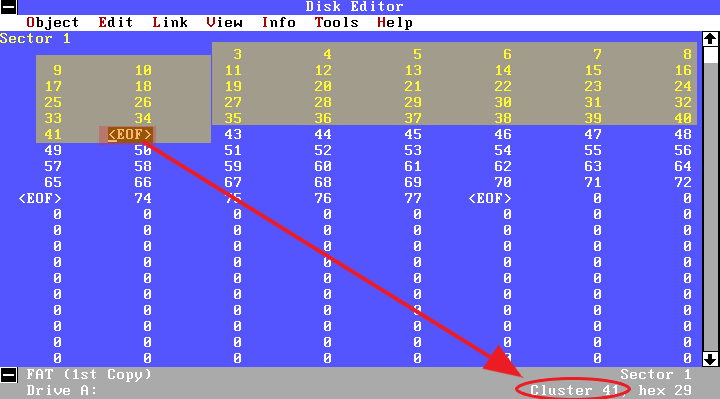 Disk Editor
Object Edit Link View Info Tools Help
Sector 1
3 4 5 6 7 8
9 10 11 12 13 14 15 16
17 18 19 20 21 22 23 24
25 26 27 28 29 30 31 32
33 34 35 36 37 38 39 40
41 <EOF> 43 44 45 46 47 48
49 50 51 52 53 54 55 56
57 58 59 60 61 62 63 64
65 66 67 68 69 70 71 72
<EOF> 74 75 76 77 <EOF> 0 0
0 0 0 0 0 0 0 0
0 0 0 0 0 0 0 0
0 0 0 0 0 0 0 0
0 0 0 0 0 0 0 0
0 0 0 0 0 0 0 0
0 0 0 0 0 0 0 0
0 0 0 0 0 0 0 0
0 0 0 0 0 0 0 0
0 0 0 0 0 0 0 0
0 0 0 0 0 0 0 0
FAT (1st Copy) Sector 1
Drive A: Cluster 41, hex 29